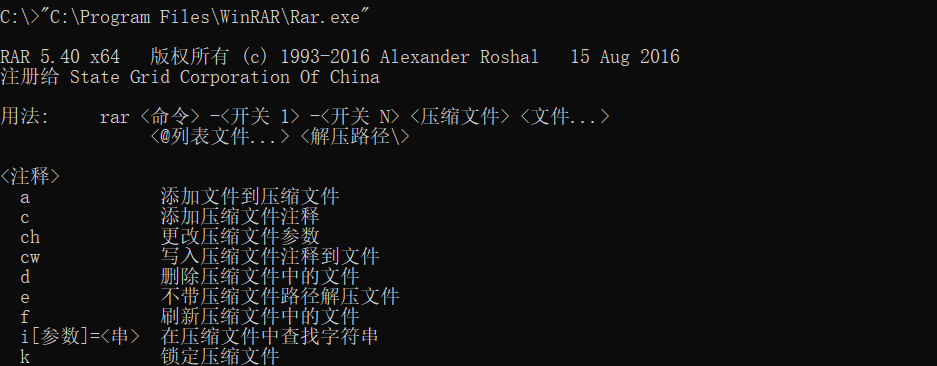 C:\>"C:\Program Files\WinRAR\Rar.exe"
RAR 5.40 x64 版权所有 (c) 1993-2016 Alexander Roshal 15 Aug 2016
注册给 State Grid Corporation Of China
用法: rar <命令> -<开关 1> -<开关 N> <压缩文件> <文件...>
<@列表文件...> <解压路径\>
<注释>
a 添加文件到压缩文件
c 添加压缩文件注释
ch 更改压缩文件参数
cw 写入压缩文件注释到文件
d 删除压缩文件中的文件
e 不带压缩文件路径解压文件
f 刷新压缩文件中的文件
i[参数]=<串> 在压缩文件中查找字符串
k 锁定压缩文件